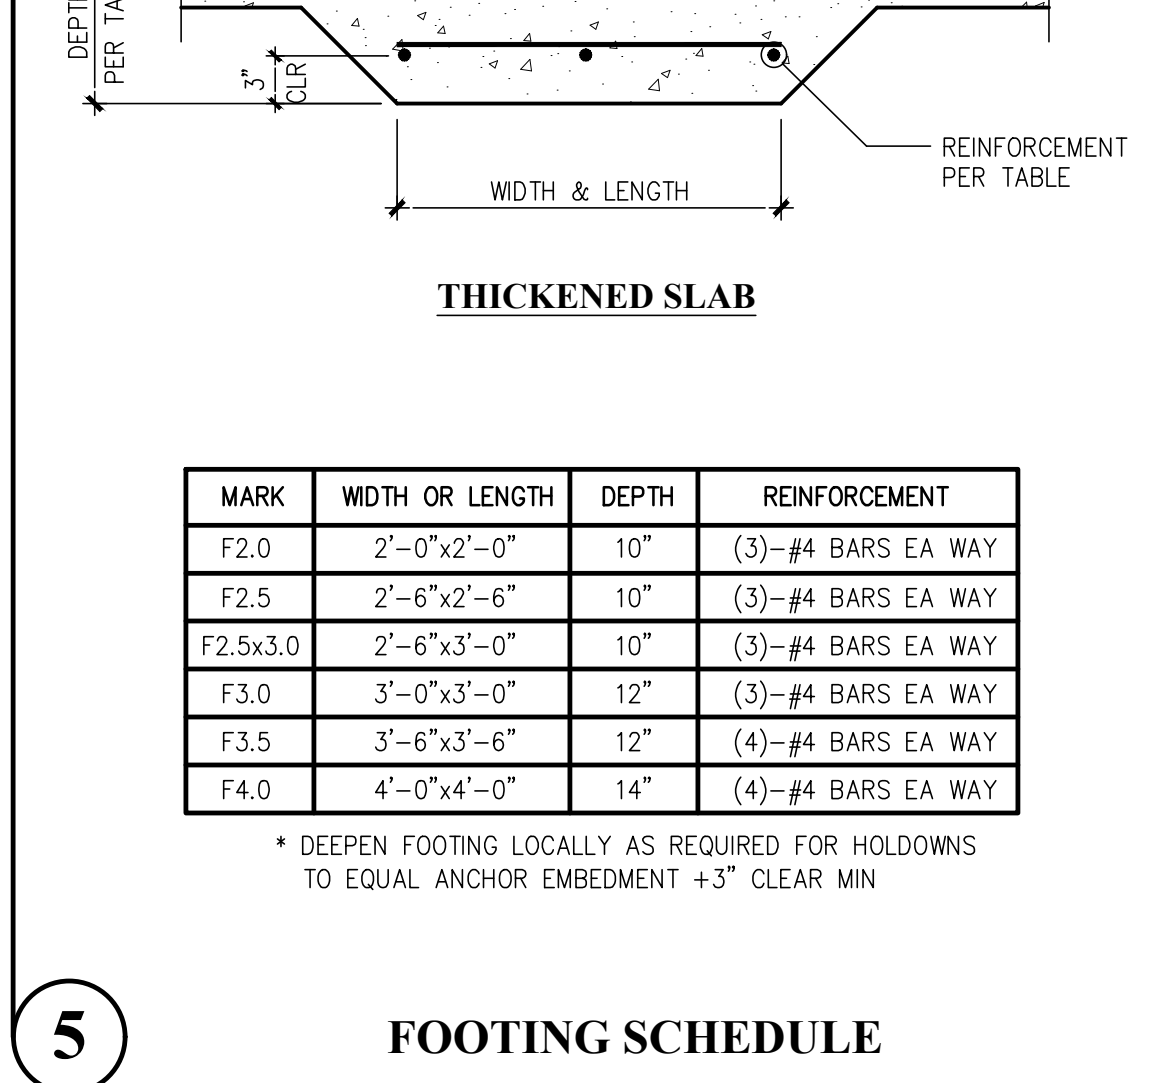 DEPTH
PER TA
3"
CLR
REINFORCEMENT
PER TABLE
WIDTH & LENGTH
THICKENED SLAB
MARK WIDTH OR LENGTH DEPTH REINFORCEMENT
F2.0 2'-0"x2'-0" 10" (3)-#4 BARS EA WAY
F2.5 2'-6"x2'-6" 10" (3)-#4 BARS EA WAY
F2.5x3.0 2'-6"x3'-0" 10" (3)-#4 BARS EA WAY
F3.0 3'-0"x3'-0" 12" (3)-#4 BARS EA WAY
F3.5 3'-6"x3'-6" 12" (4)-#4 BARS EA WAY
F4.0 4'-0"x4'-0" 14" (4)-#4 BARS EA WAY
* DEEPEN FOOTING LOCALLY AS REQUIRED FOR HOLDOWNS
TO EQUAL ANCHOR EMBEDMENT +3" CLEAR MIN
5 FOOTING SCHEDULE